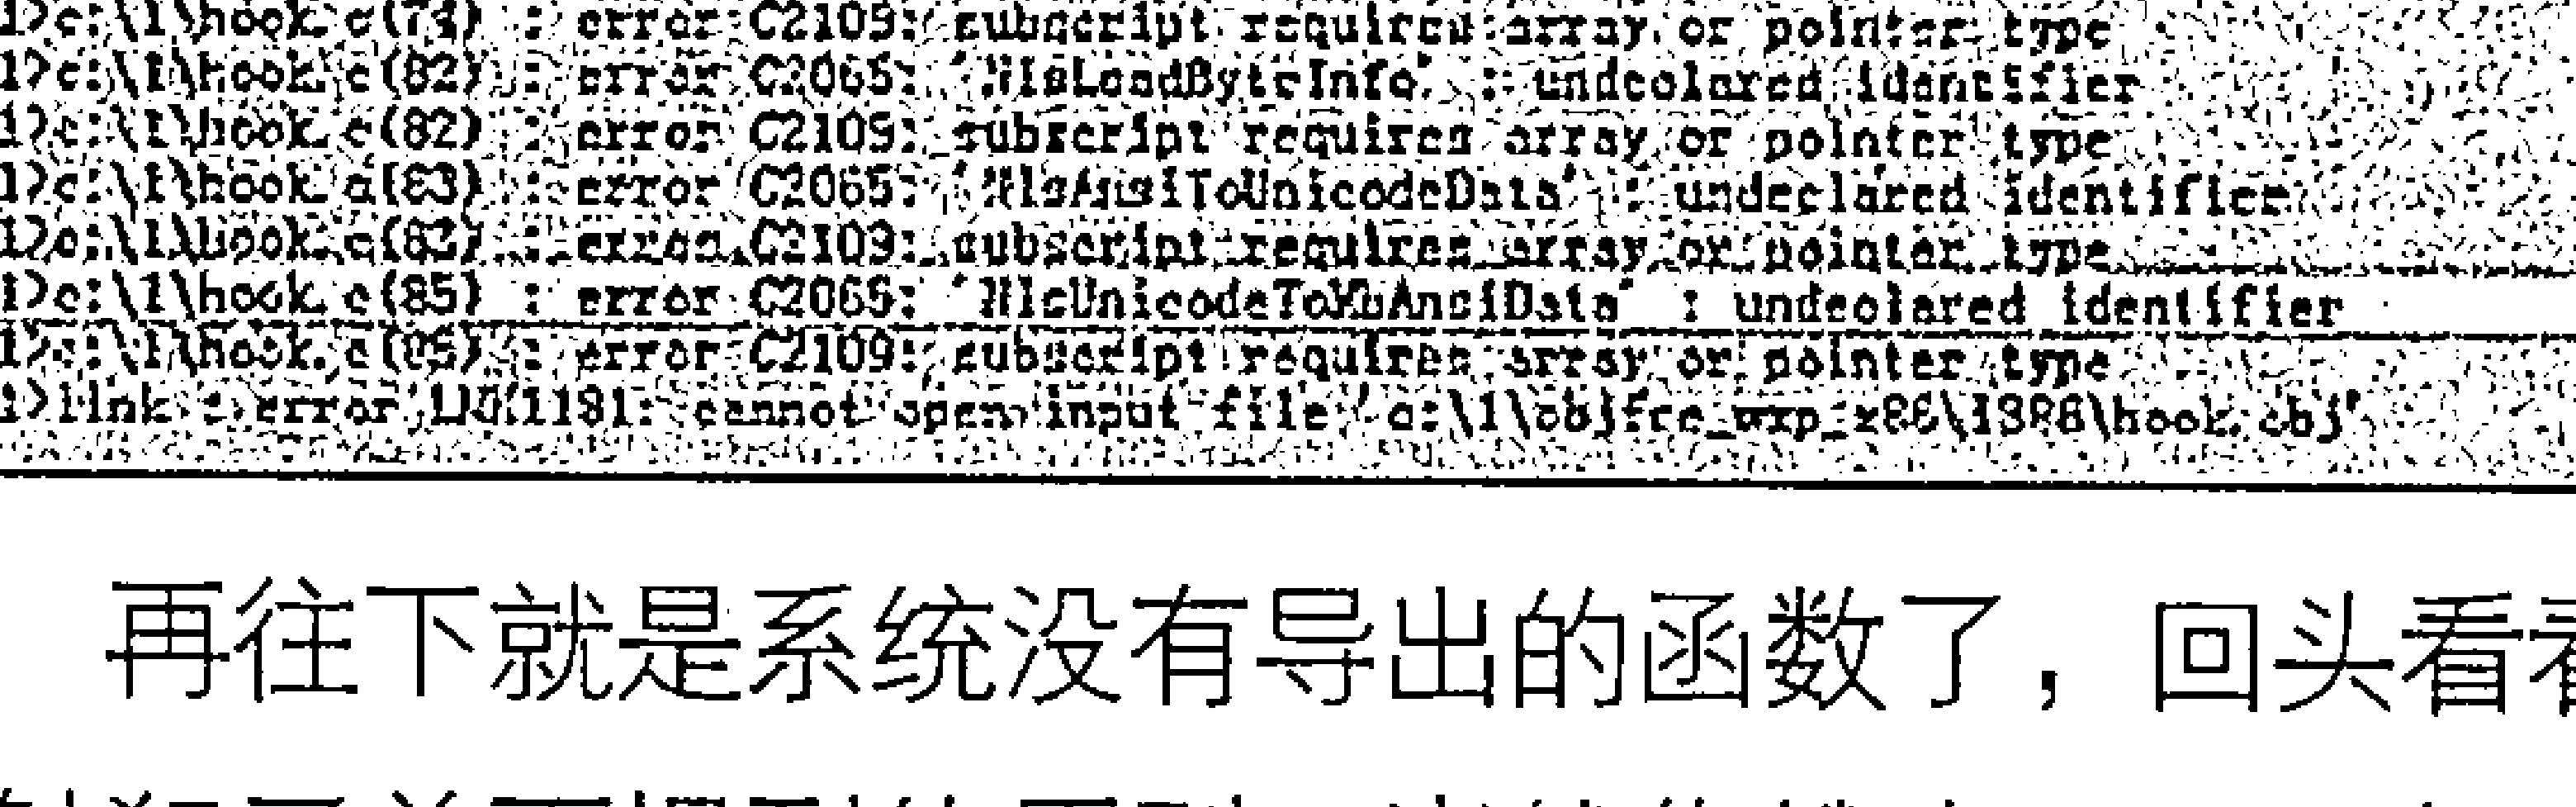 1>c:\1\hook.c(74) : error C2109: subscript requires array or pointer type
1>c:\1\hook.c(82) : error C2065: 'NlsLeadByteInfo' : undeclared identifier
1>c:\1\hook.c(82) : error C2109: subscript requires array or pointer type
1>c:\1\hook.c(83) : error C2065: 'NlsAnsiToUnicodeData' : undeclared identifier
1>c:\1\hook.c(83) : error C2109: subscript requires array or pointer type
1>c:\1\hook.c(85) : error C2065: 'NlsUnicodeToMbAnsiData' : undeclared identifier
1>c:\1\hook.c(85) : error C2109: subscript requires array or pointer type
1>link : error LNK1181: cannot open input file 'c:\1\objfre_wxp_x86\i386\hook.obj'
再往下就是系统没有导出的函数了，回头看